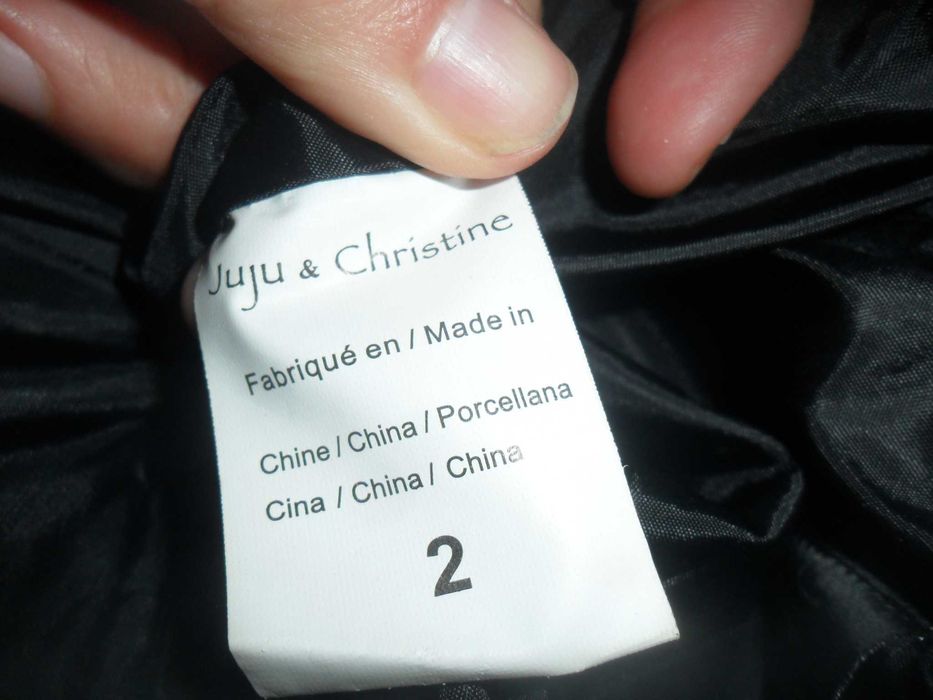 Juju & Christine
Fabriqué en / Made in
Chine / China / Porcellana
Cina / China / China
2